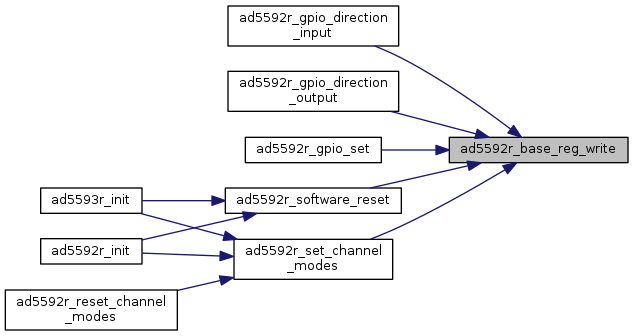 ad5592r_gpio_direction
_input
ad5592r_gpio_direction
_output
ad5592r_gpio_set
ad5592r_base_reg_write
ad5593r_init
ad5592r_software_reset
ad5592r_init
ad5592r_set_channel
_modes
ad5592r_reset_channel
_modes